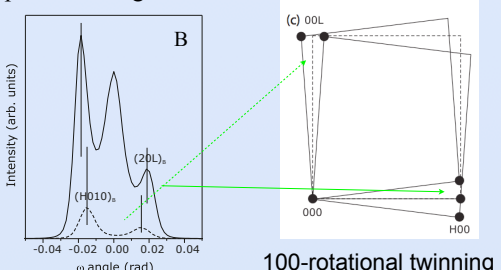 B
Intensity (arb. units)
(H010)B
(20L)B
-0.04 -0.02 0.00 0.02 0.04
ω angle (rad)
(c) 00L
000
H00
100-rotational twinning